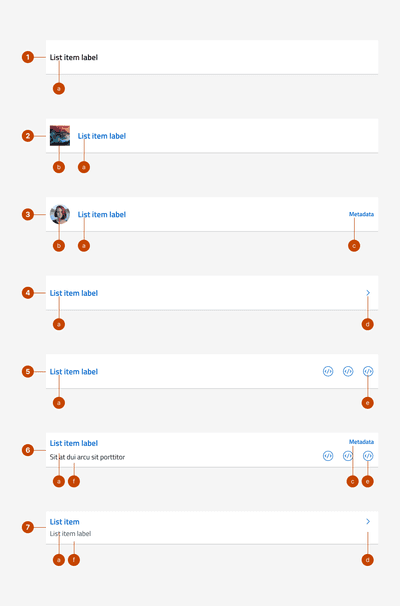 1 List item label
a
2 List item label
b a
3 List item label Metadata
b a c
4 List item label
a d
5 List item label
a e
6 List item label Metadata
Sit at dui arcu sit porttitor
a f c e
7 List item
List item label
a f d